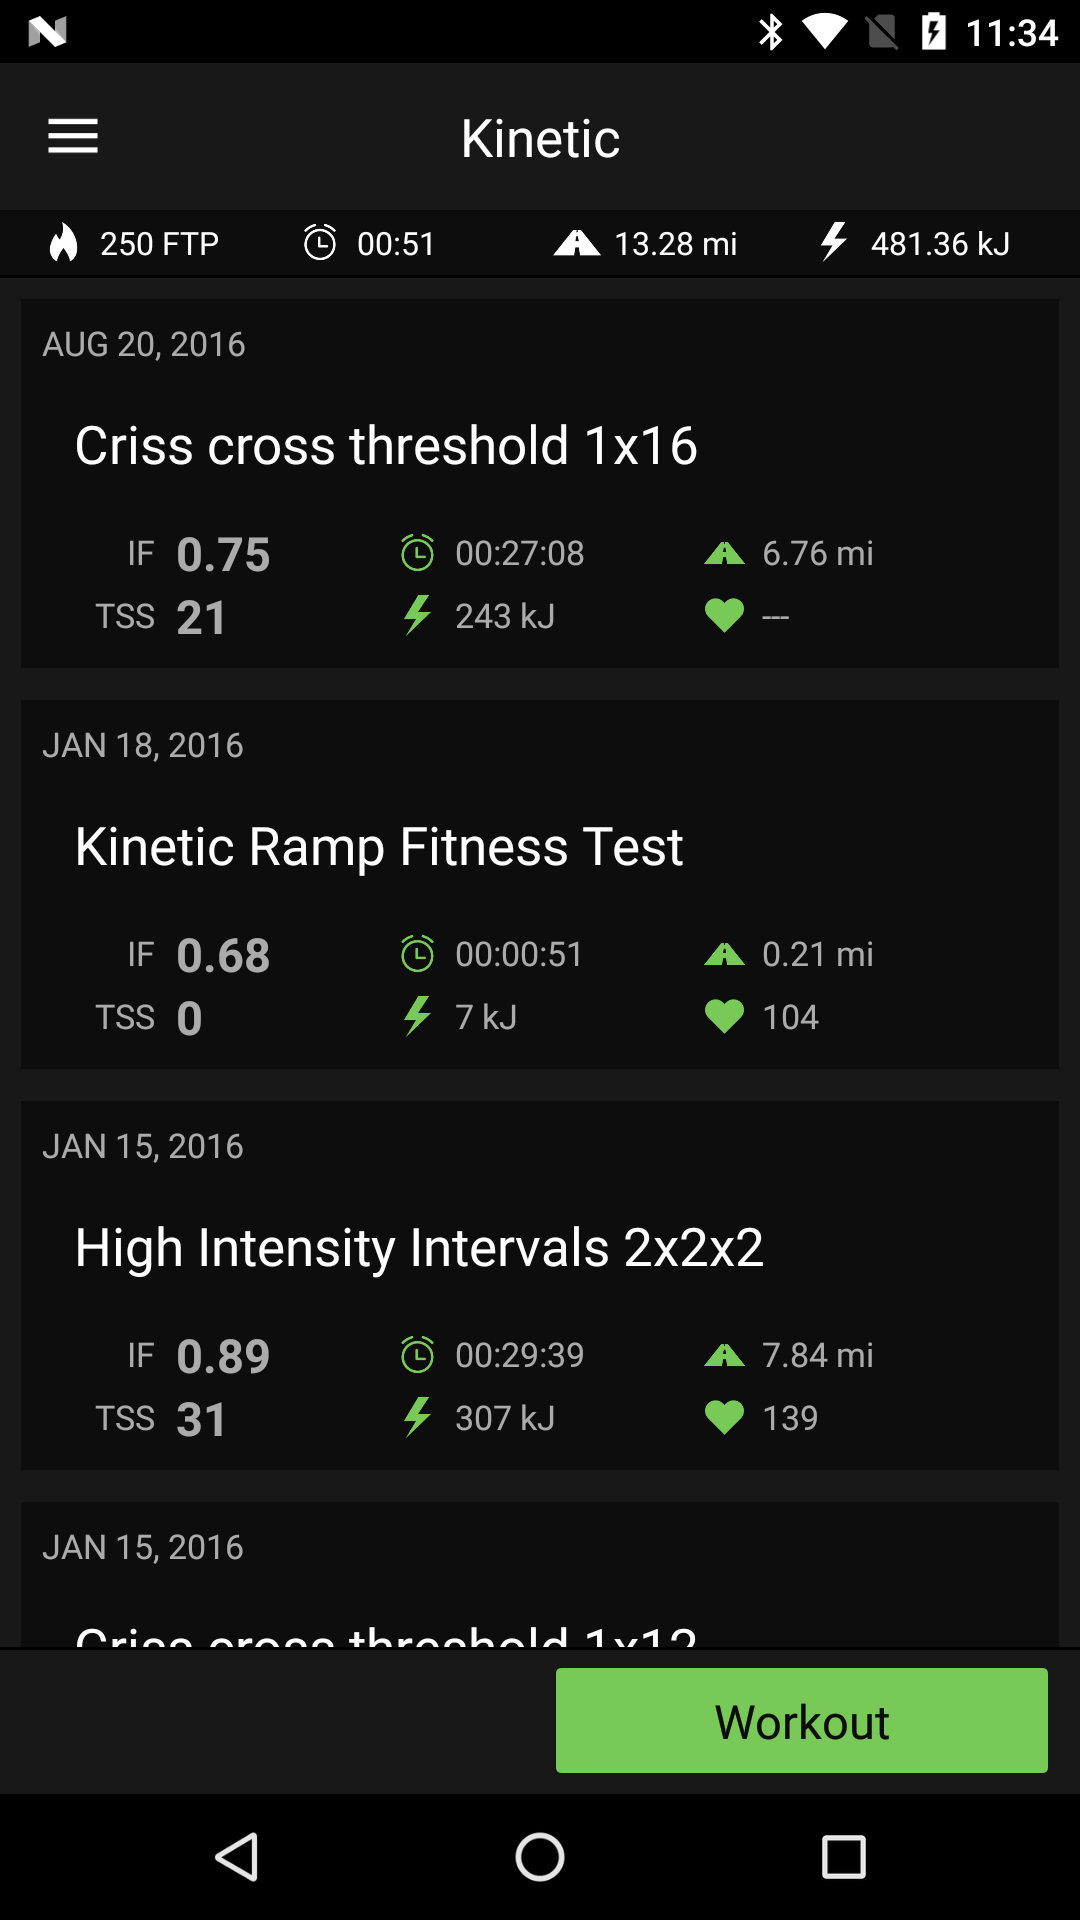 11:34
Kinetic
250 FTP 00:51 13.28 mi 481.36 kJ
AUG 20, 2016
Criss cross threshold 1x16
IF 0.75 00:27:08 6.76 mi
TSS 21 243 kJ ---
JAN 18, 2016
Kinetic Ramp Fitness Test
IF 0.68 00:00:51 0.21 mi
TSS 0 7 kJ 104
JAN 15, 2016
High Intensity Intervals 2x2x2
IF 0.89 00:29:39 7.84 mi
TSS 31 307 kJ 139
JAN 15, 2016
Criss cross threshold 1x12
Workout